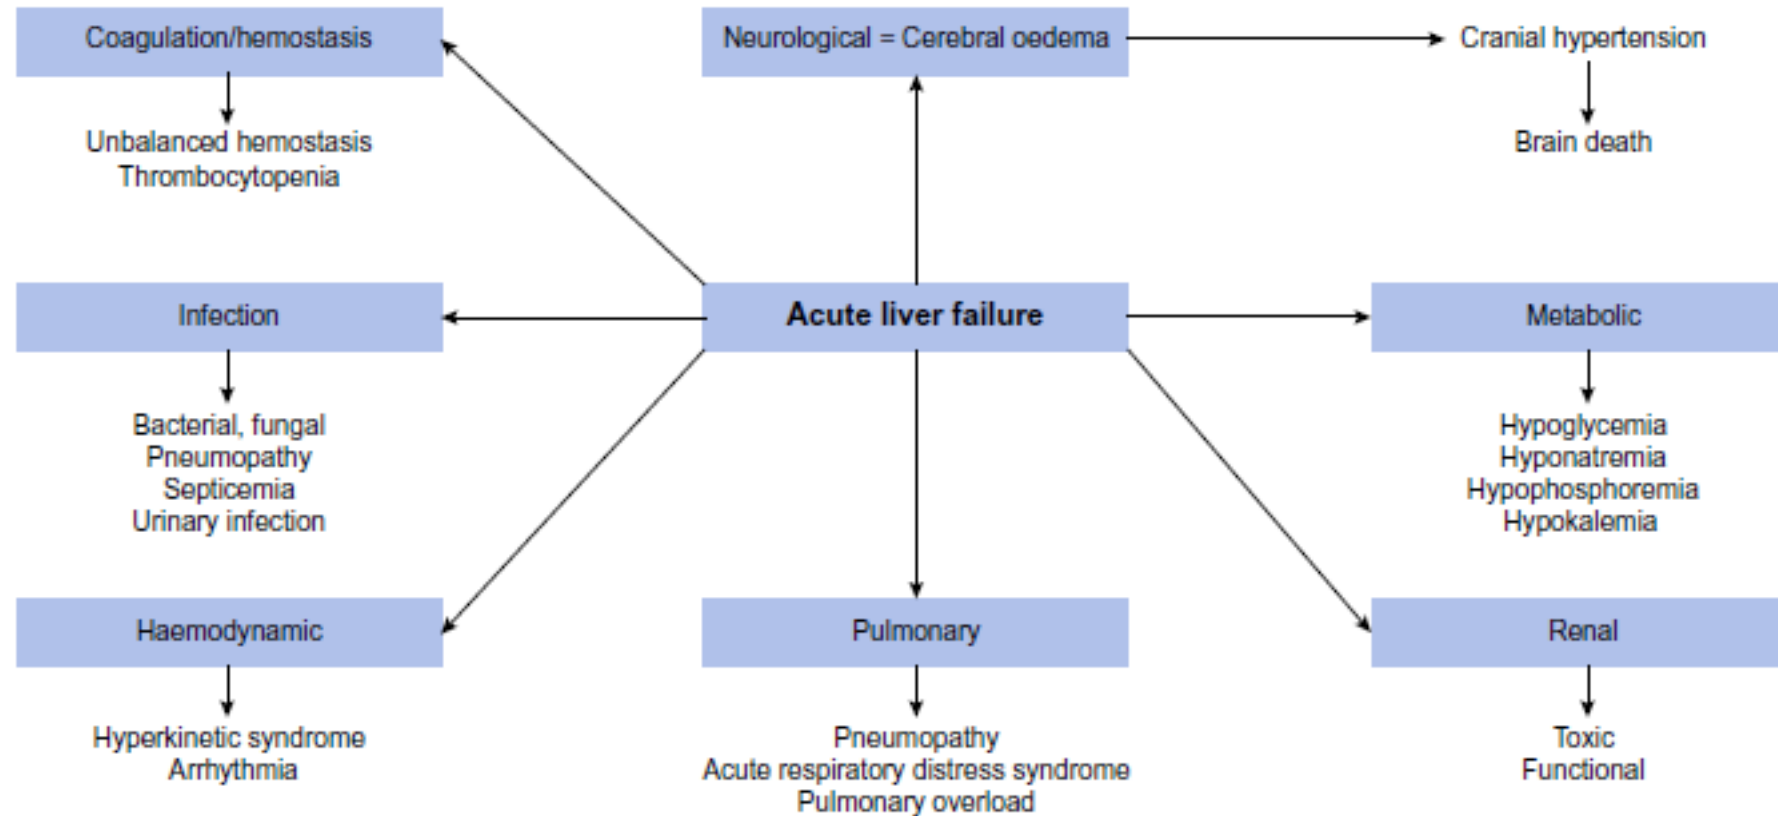 Coagulation/hemostasis
Unbalanced hemostasis
Thrombocytopenia
Neurological = Cerebral oedema
Cranial hypertension
Brain death
Infection
Bacterial, fungal
Pneumopathy
Septicemia
Urinary infection
Acute liver failure
Metabolic
Hypoglycemia
Hyponatremia
Hypophosphoremia
Hypokalemia
Haemodynamic
Hyperkinetic syndrome
Arrhythmia
Pulmonary
Pneumopathy
Acute respiratory distress syndrome
Pulmonary overload
Renal
Toxic
Functional